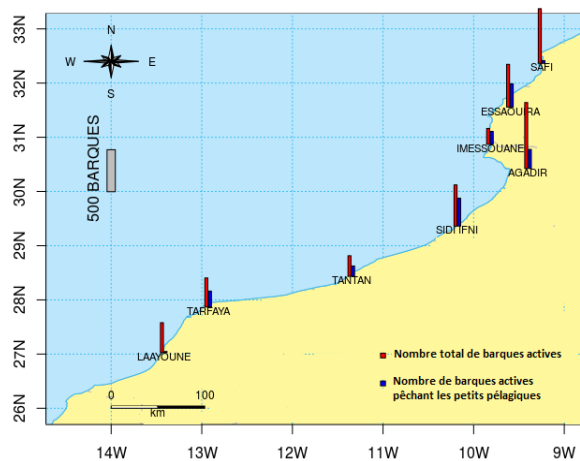 33N
32N
31N
30N
29N
28N
27N
26N
N
W E
S
500 BARQUES
SAFI
ESSAOUIRA
IMESSOUANE
AGADIR
SIDI IFNI
TANTAN
TARFAYA
LAAYOUNE
Nombre total de barques actives
Nombre de barques actives
pêchant les petits pélagiques
0 100
km
14W 13W 12W 11W 10W 9W